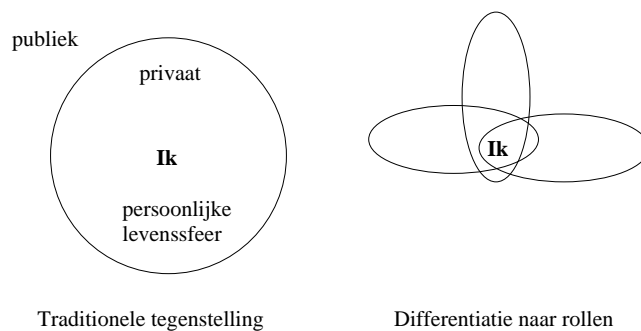 publiek
privaat
Ik
persoonlijke
levenssfeer
Traditionele tegenstelling
Ik
Differentiatie naar rollen